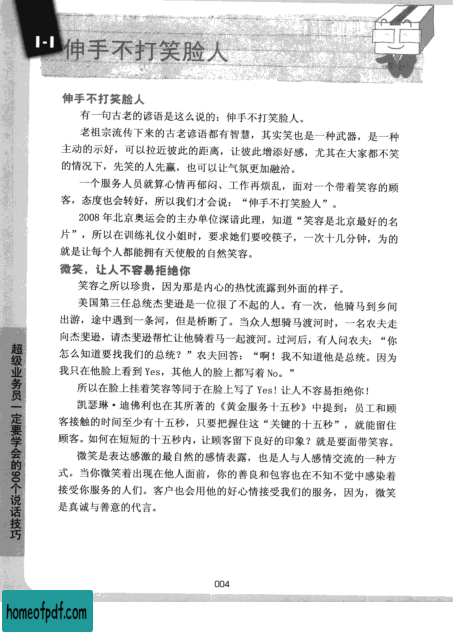 1-1
伸手不打笑脸人
伸手不打笑脸人
有一句古老的谚语是这么说的：伸手不打笑脸人。
老祖宗流传下来的古老谚语都有智慧，其实笑也是一种武器，是一种
主动的示好，可以拉近彼此的距离，让彼此增添好感，尤其在大家都不笑
的情况下，先笑的人先赢，也可以让气氛更加融洽。
一个服务人员就算心情再郁闷、工作再烦乱，面对一个带着笑容的顾
客，态度也会转好，所以我们才会说：“伸手不打笑脸人”。
2008 年北京奥运会的主办单位深谙此理，知道“笑容是北京最好的名
片”，所以在训练礼仪小姐时，要求她们要咬筷子，一次十几分钟，为的
就是让每个人都能拥有天使般的自然笑容。
微笑，让人不容易拒绝你
笑容之所以珍贵，因为那是内心的热忱流露到外面的样子。
美国第三任总统杰斐逊是一位很了不起的人。有一次，他骑马到乡间
出游，途中遇到一条河，但是桥断了。当众人想骑马渡河时，一名农夫走
向杰斐逊，请杰斐逊帮忙让他骑着马一起渡河。过河后，有人问农夫：“你
怎么知道要找我们的总统？”农夫回答：“啊！我不知道他是总统。因为
我只在他脸上看到 Yes，其他人的脸上都写着 No。”
所以在脸上挂着笑容等同于在脸上写了 Yes! 让人不容易拒绝你！
凯瑟琳·迪佛利也在其所著的《黄金服务十五秒》中提到：员工和顾
客接触的时间至少有十五秒，只要把握住这“关键的十五秒”，就能留住
顾客。如何在短短的十五秒内，让顾客留下良好的印象？就是要面带笑容。
微笑是表达感激的最自然的感情表露，也是人与人感情交流的一种方
式。当你微笑着出现在他人面前，你的善良和包容也在不知不觉中感染着
接受你服务的人们。客户也会用他的好心情接受我们的服务，因为，微笑
是真诚与善意的代言。
超级业务员一定要学会的90个说话技巧
004
homeofpdf.com